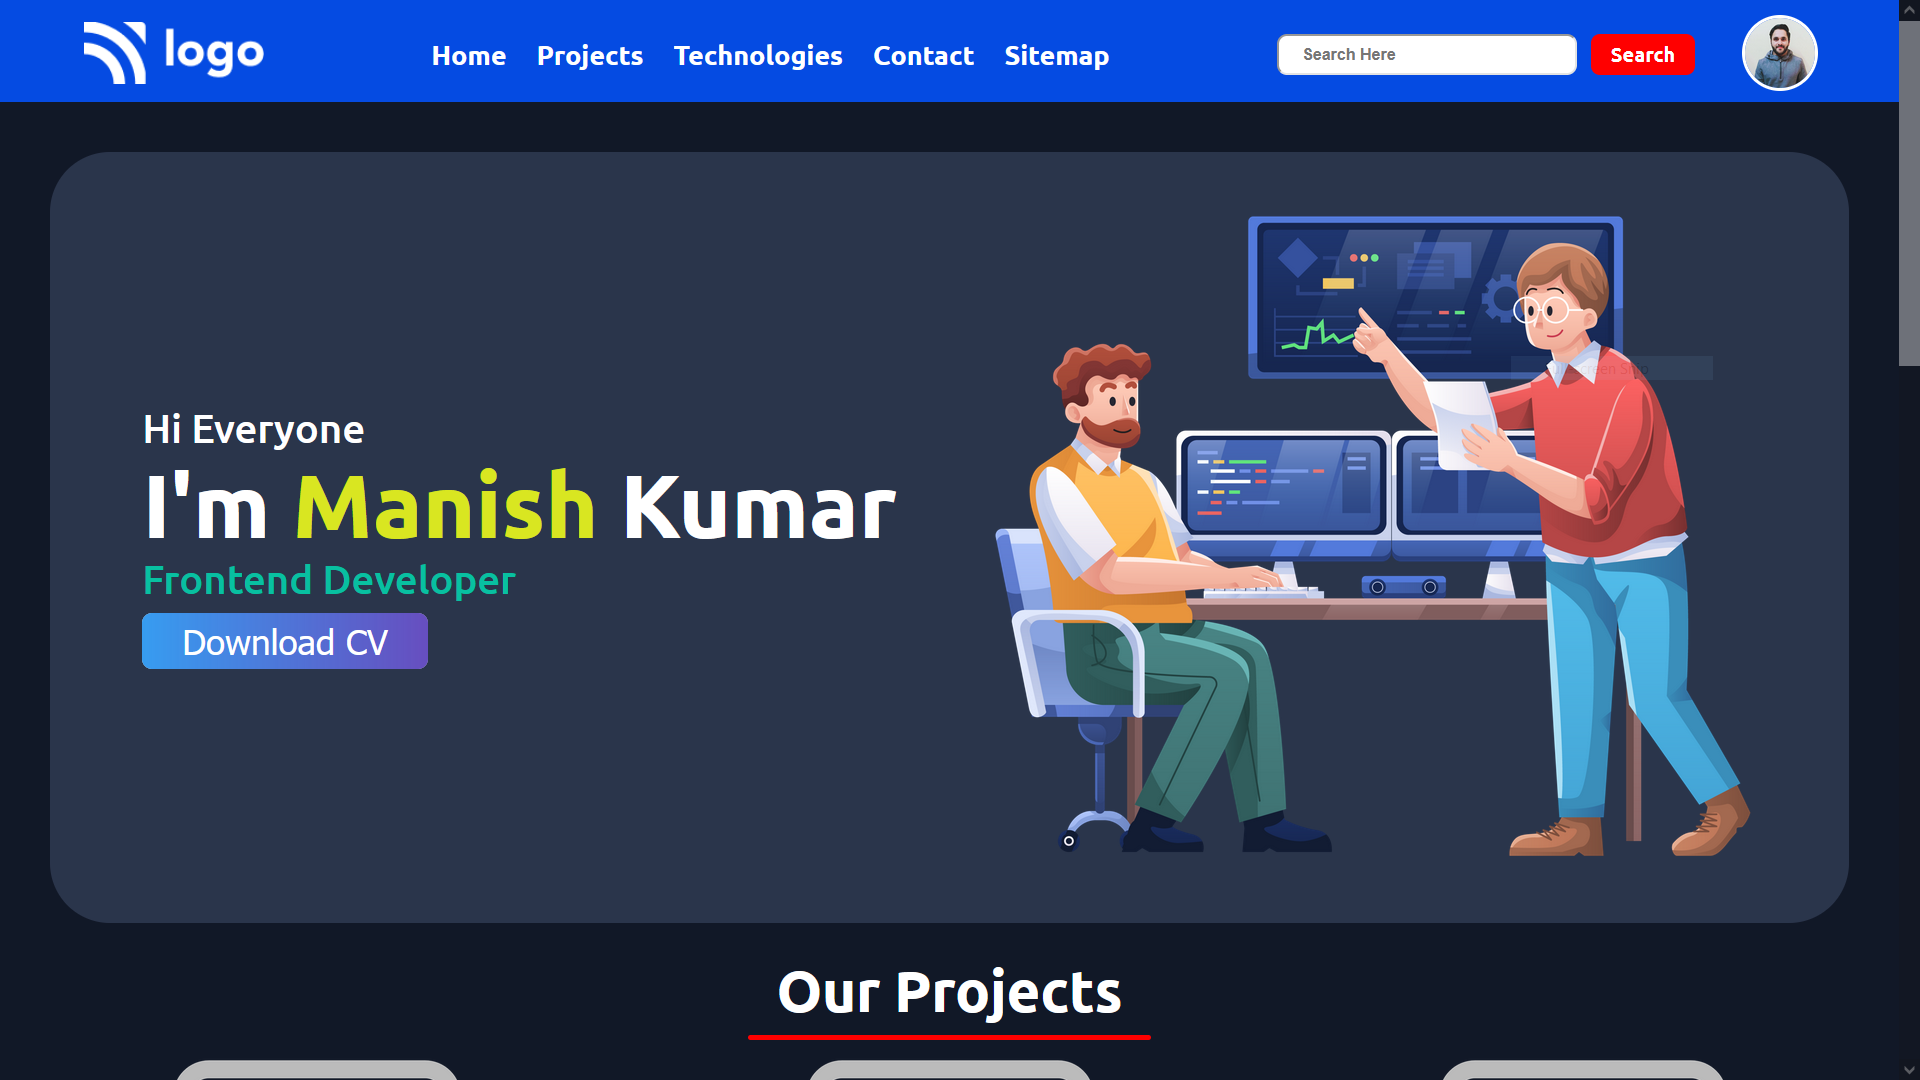 logo
Home Projects Technologies Contact Sitemap
Search Here
Search
Hi Everyone
I'm Manish Kumar
Frontend Developer
Download CV
Our Projects